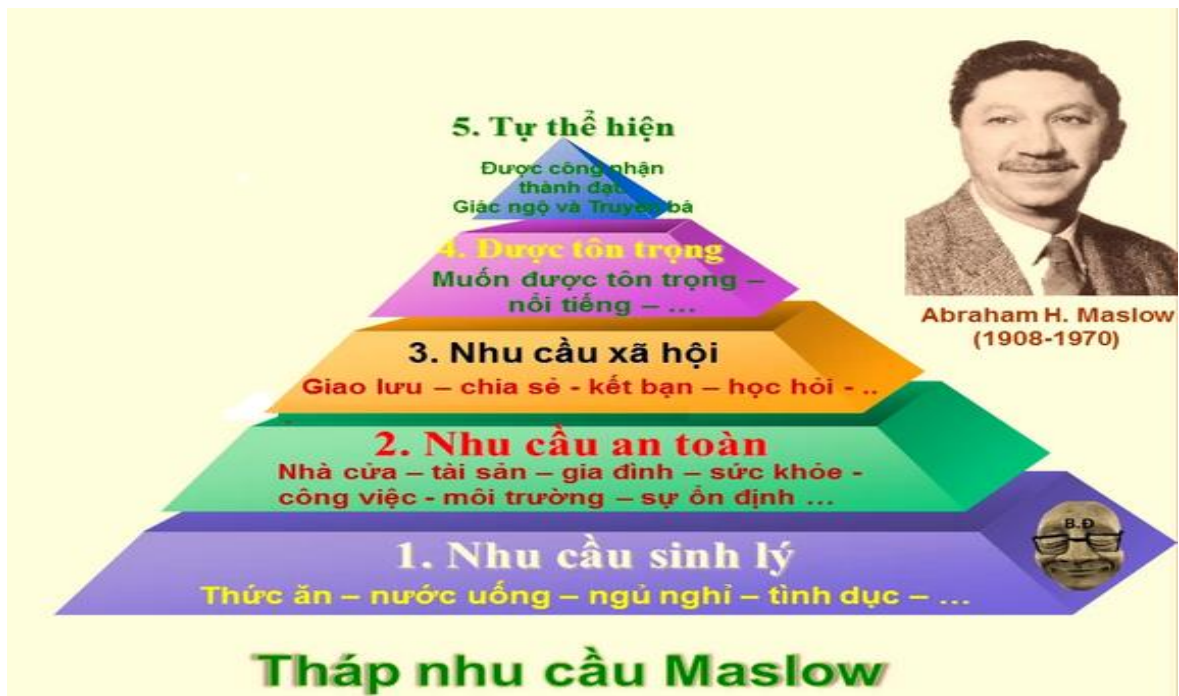 5. Tự thể hiện
Được công nhận
thành đạt.
Giác ngộ và Truyền bá
4. Được tôn trọng
Muốn được tôn trọng –
nổi tiếng – ...
Abraham H. Maslow
(1908-1970)
3. Nhu cầu xã hội
Giao lưu – chia sẻ - kết bạn – học hỏi - ..
2. Nhu cầu an toàn
Nhà cửa – tài sản – gia đình – sức khỏe -
công việc - môi trường – sự ổn định ...
B.Đ
1. Nhu cầu sinh lý
Thức ăn – nước uống – ngủ nghỉ – tình dục – ...
Tháp nhu cầu Maslow